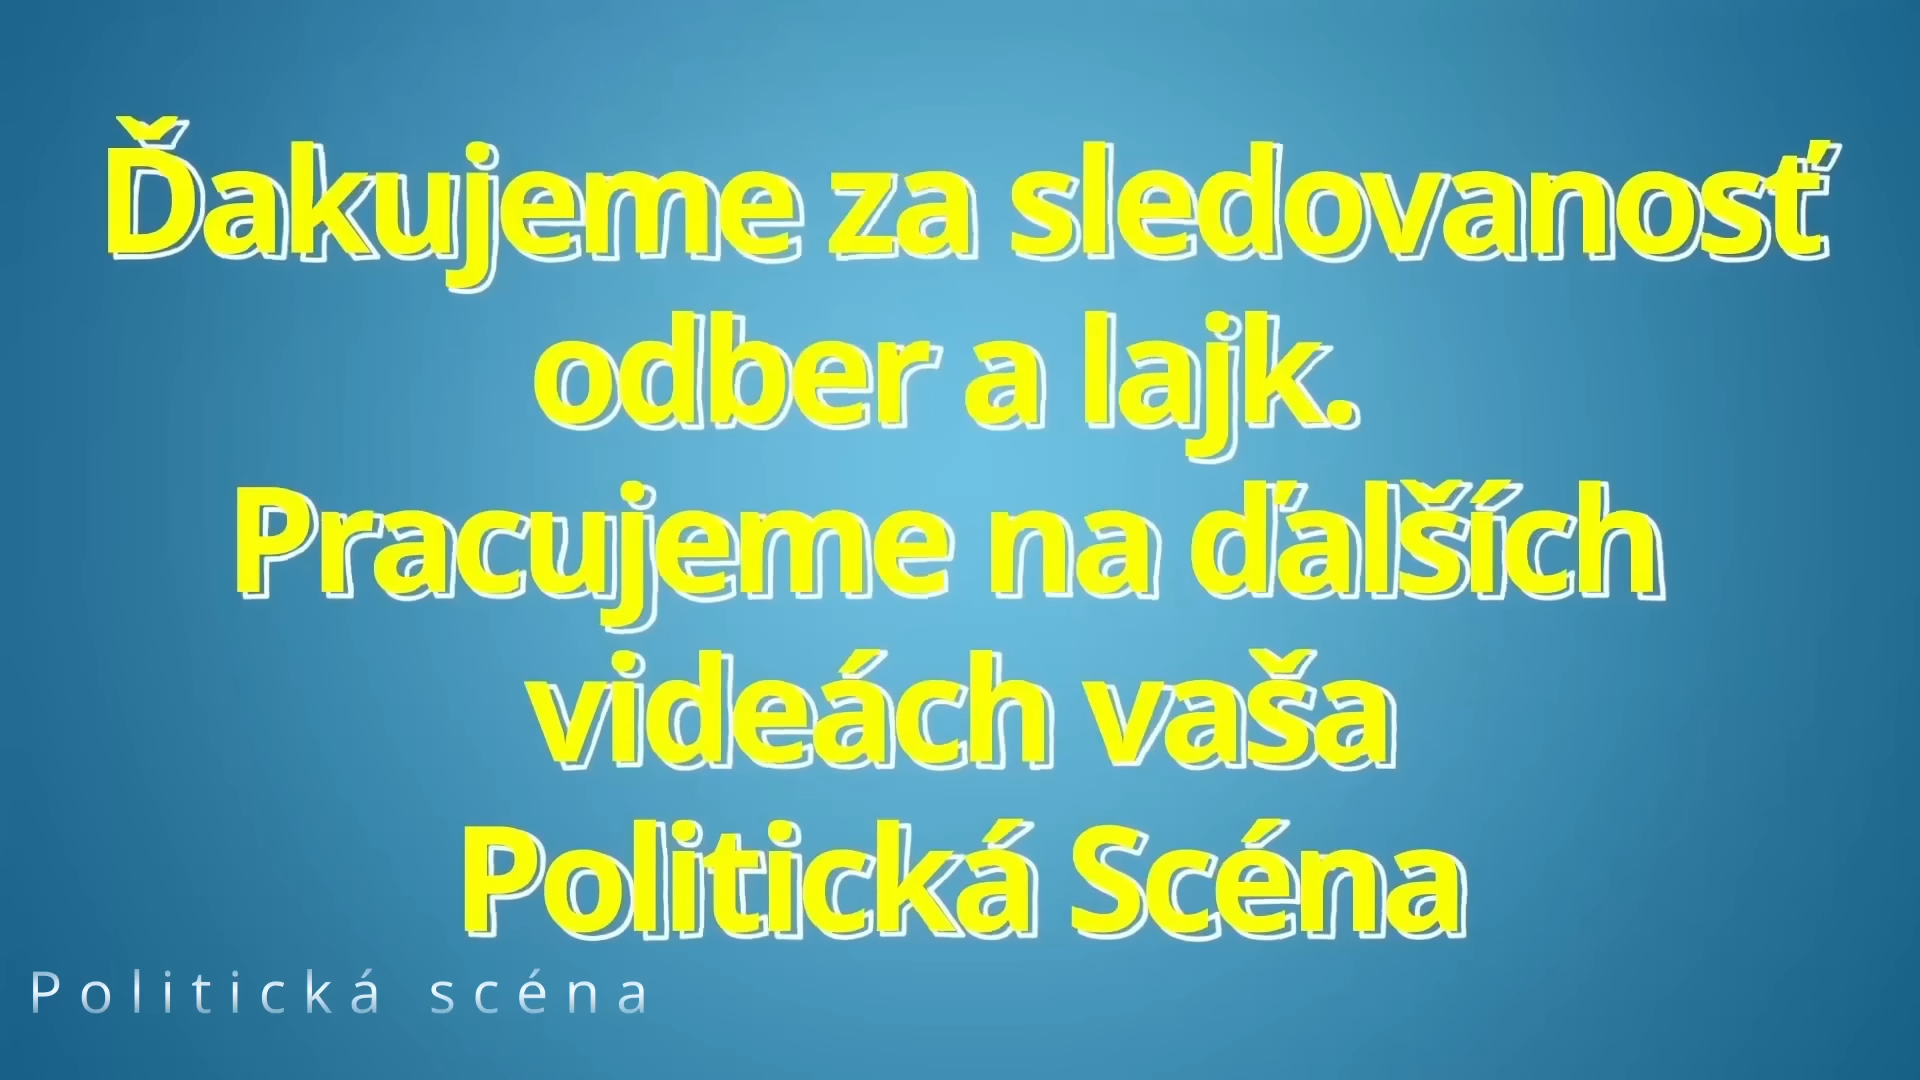 Ďakujeme za sledovanosť
odber a lajk.
Pracujeme na ďalších
videách vaša
Politická Scéna
Politická scéna